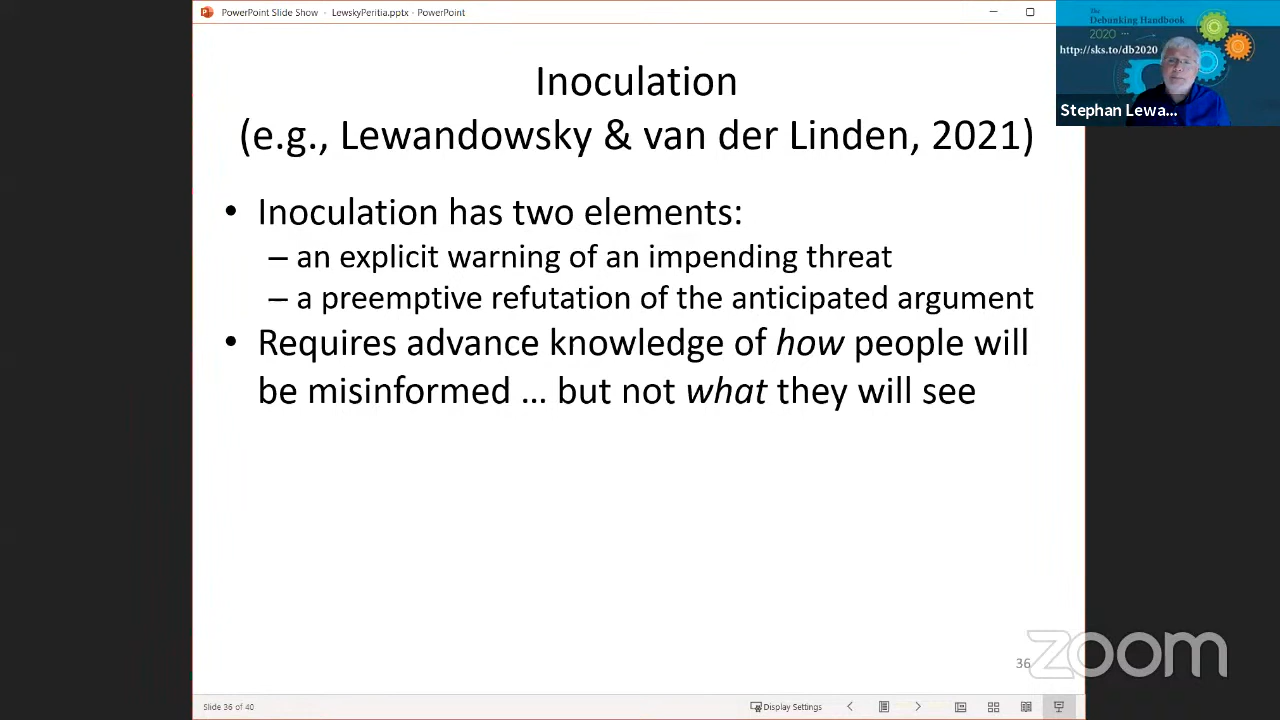 PowerPoint Slide Show - LewskyPeritia.pptx - PowerPoint
The
Debunking Handbook
2020
http://sks.to/db2020
Stephan Lewa...
Inoculation
(e.g., Lewandowsky & van der Linden, 2021)
• Inoculation has two elements:
– an explicit warning of an impending threat
– a preemptive refutation of the anticipated argument
• Requires advance knowledge of how people will
be misinformed … but not what they will see
36
zoom
Slide 36 of 40
Display Settings